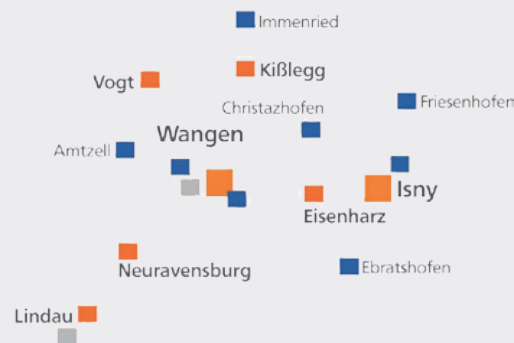 Immenried
Kißlegg
Vogt
Friesenhofen
Christazhofen
Wangen
Amtzell
Isny
Eisenharz
Neuravensburg
Ebratshofen
Lindau